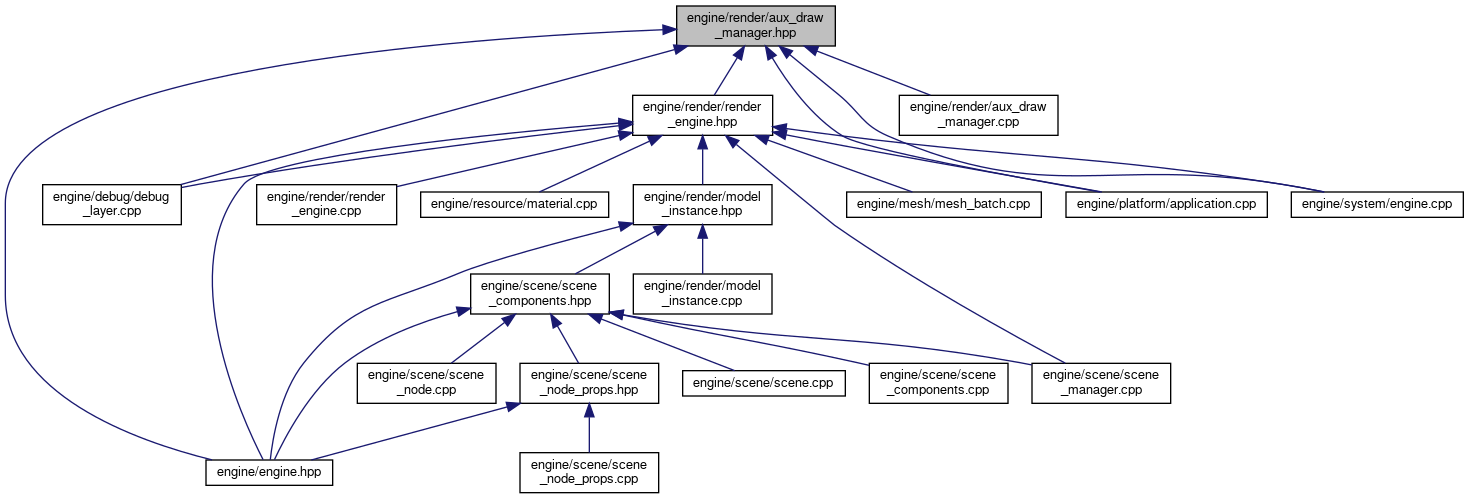 engine/render/aux_draw
_manager.hpp
engine/render/render
_engine.hpp
engine/render/aux_draw
_manager.cpp
engine/debug/debug
_layer.cpp
engine/render/render
_engine.cpp
engine/resource/material.cpp
engine/render/model
_instance.hpp
engine/mesh/mesh_batch.cpp
engine/platform/application.cpp
engine/system/engine.cpp
engine/scene/scene
_components.hpp
engine/render/model
_instance.cpp
engine/scene/scene
_node.cpp
engine/scene/scene
_node_props.hpp
engine/scene/scene.cpp
engine/scene/scene
_components.cpp
engine/scene/scene
_manager.cpp
engine/engine.hpp
engine/scene/scene
_node_props.cpp